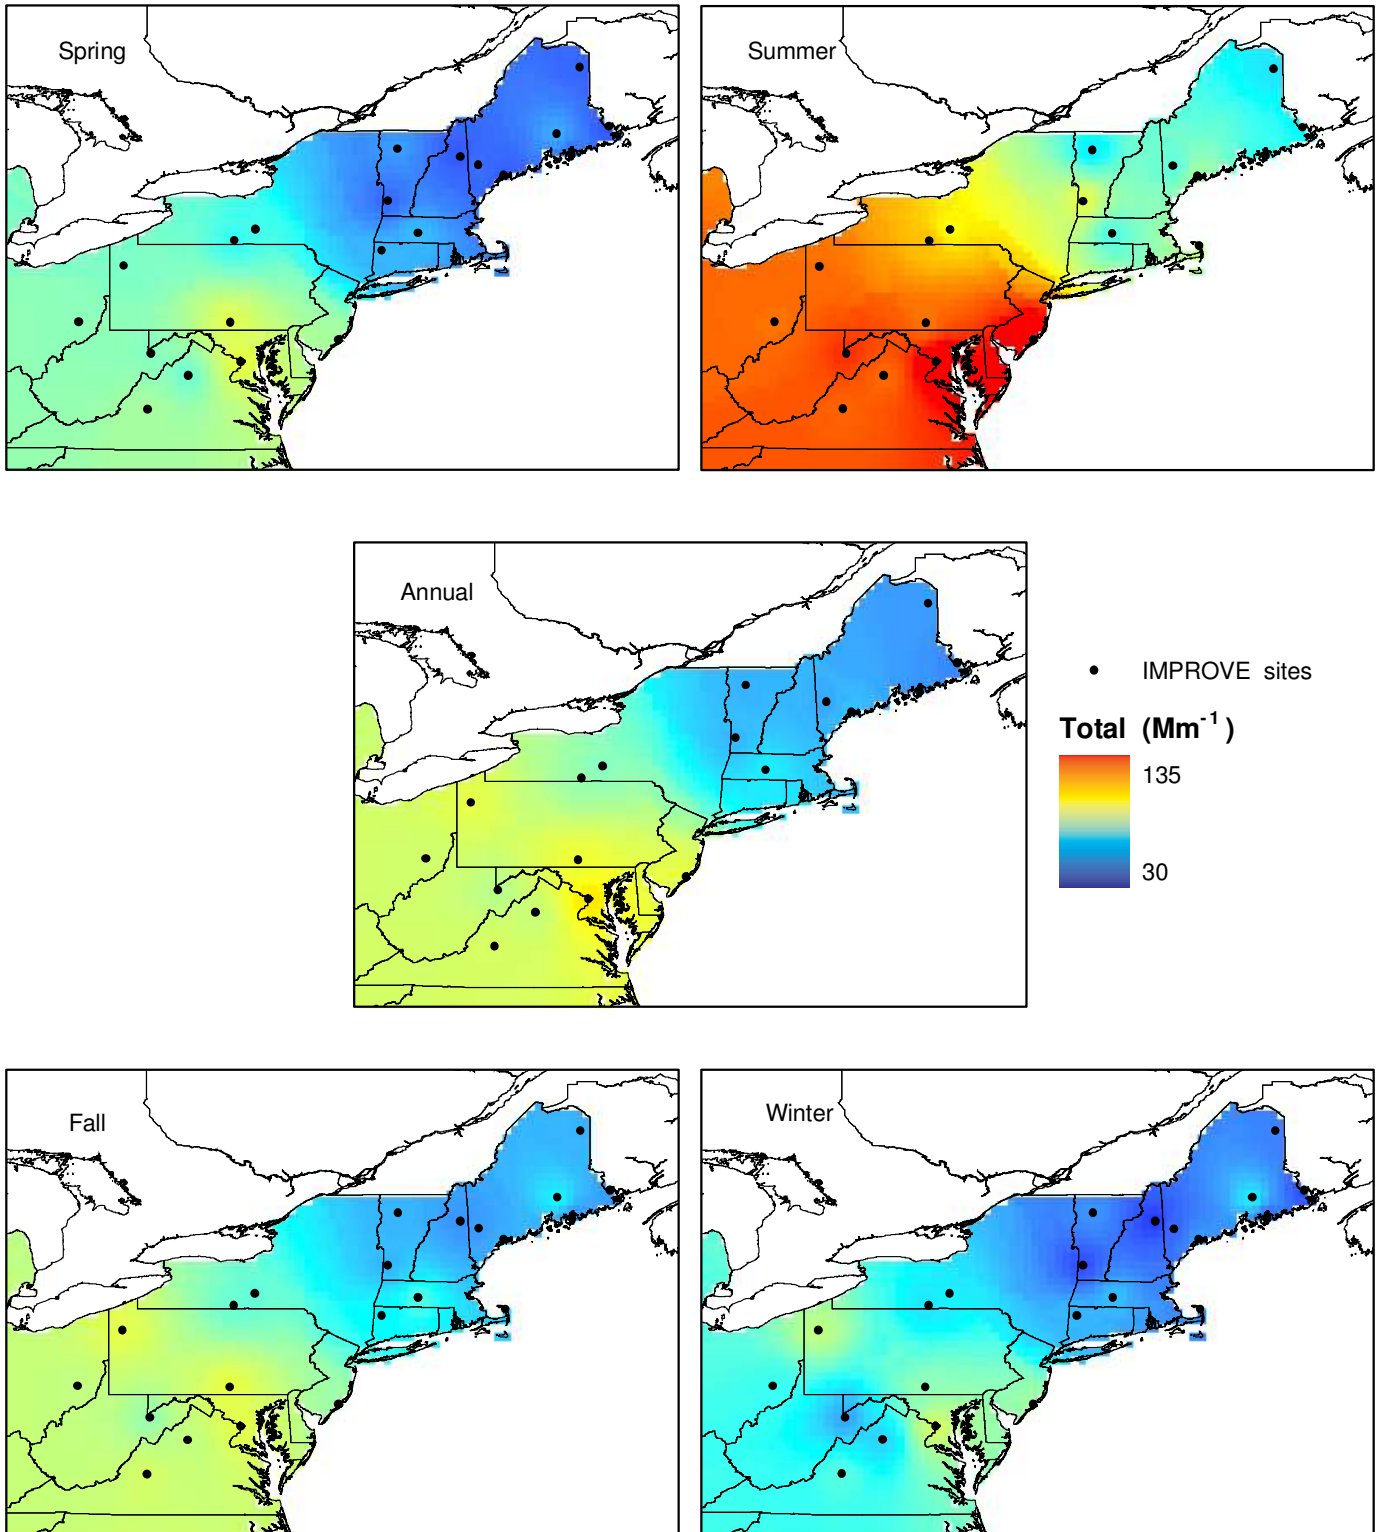 Spring
Summer
Annual
IMPROVE sites
Total (Mm⁻¹)
135
30
Fall
Winter